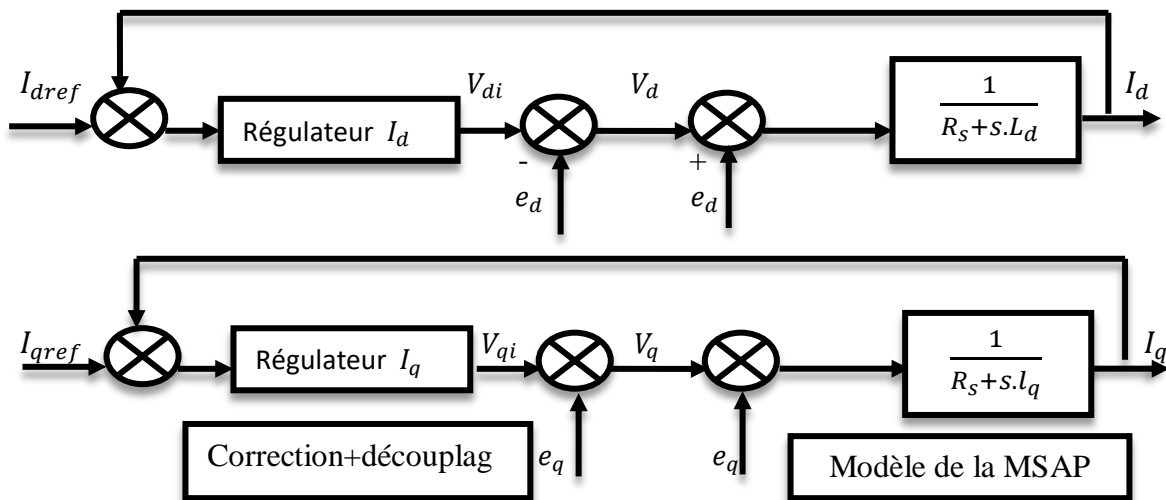 I_dref
Régulateur I_d
V_di
-
e_d
V_d
+
e_d
1
R_s+s.L_d
I_d
I_qref
Régulateur I_q
V_qi
e_q
V_q
e_q
1
R_s+s.l_q
I_q
Correction+découplag
Modèle de la MSAP